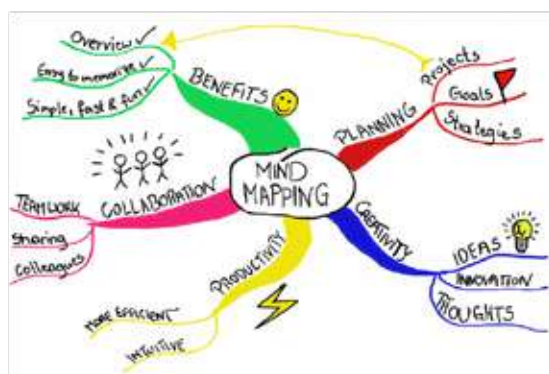 MIND
MAPPING
BENEFITS
Overview
Easy to memorize
Simple, fast & fun
PLANNING
Projects
Goals
Strategies
CREATIVITY
IDEAS
INNOVATION
THOUGHTS
PRODUCTIVITY
MORE EFFICIENT
INTUITIVE
COLLABORATION
TEAMWORK
Sharing
Colleagues